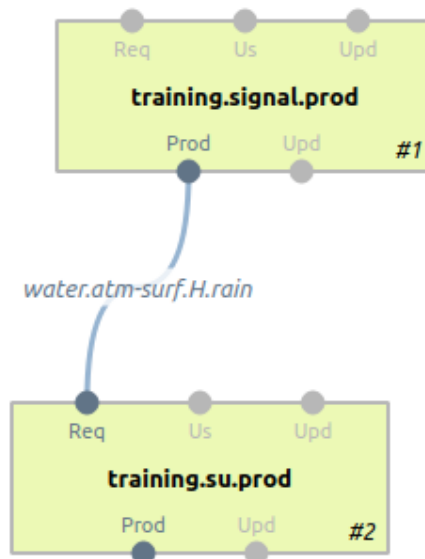 Req Us Upd
training.signal.prod
Prod Upd #1
water.atm-surf.H.rain
Req Us Upd
training.su.prod
Prod Upd #2